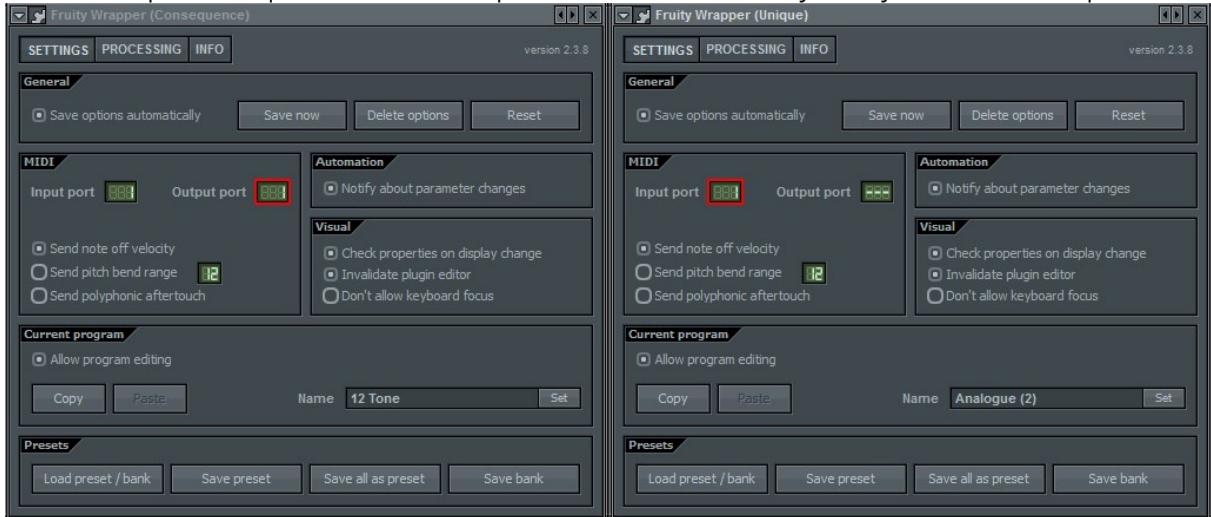 Fruity Wrapper (Consequence)
SETTINGS PROCESSING INFO
version 2.3.8
General
Save options automatically
Save now
Delete options
Reset
MIDI
Input port 1 Output port 1
Send note off velocity
Send pitch bend range 12
Send polyphonic aftertouch
Automation
Notify about parameter changes
Visual
Check properties on display change
Invalidate plugin editor
Don't allow keyboard focus
Current program
Allow program editing
Copy
Paste
Name 12 Tone Set
Presets
Load preset / bank
Save preset
Save all as preset
Save bank
Fruity Wrapper (Unique)
SETTINGS PROCESSING INFO
version 2.3.8
General
Save options automatically
Save now
Delete options
Reset
MIDI
Input port 1 Output port ---
Send note off velocity
Send pitch bend range 12
Send polyphonic aftertouch
Automation
Notify about parameter changes
Visual
Check properties on display change
Invalidate plugin editor
Don't allow keyboard focus
Current program
Allow program editing
Copy
Paste
Name Analogue (2) Set
Presets
Load preset / bank
Save preset
Save all as preset
Save bank